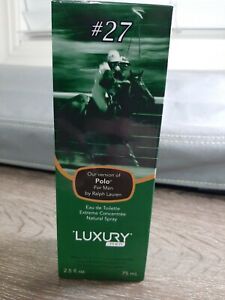 #27
Our version of
Polo*
For Men
by Ralph Lauren
Eau de Toilette
Extreme Concentrée
Natural Spray
LUXURY
2.5 fl oz
75 mL